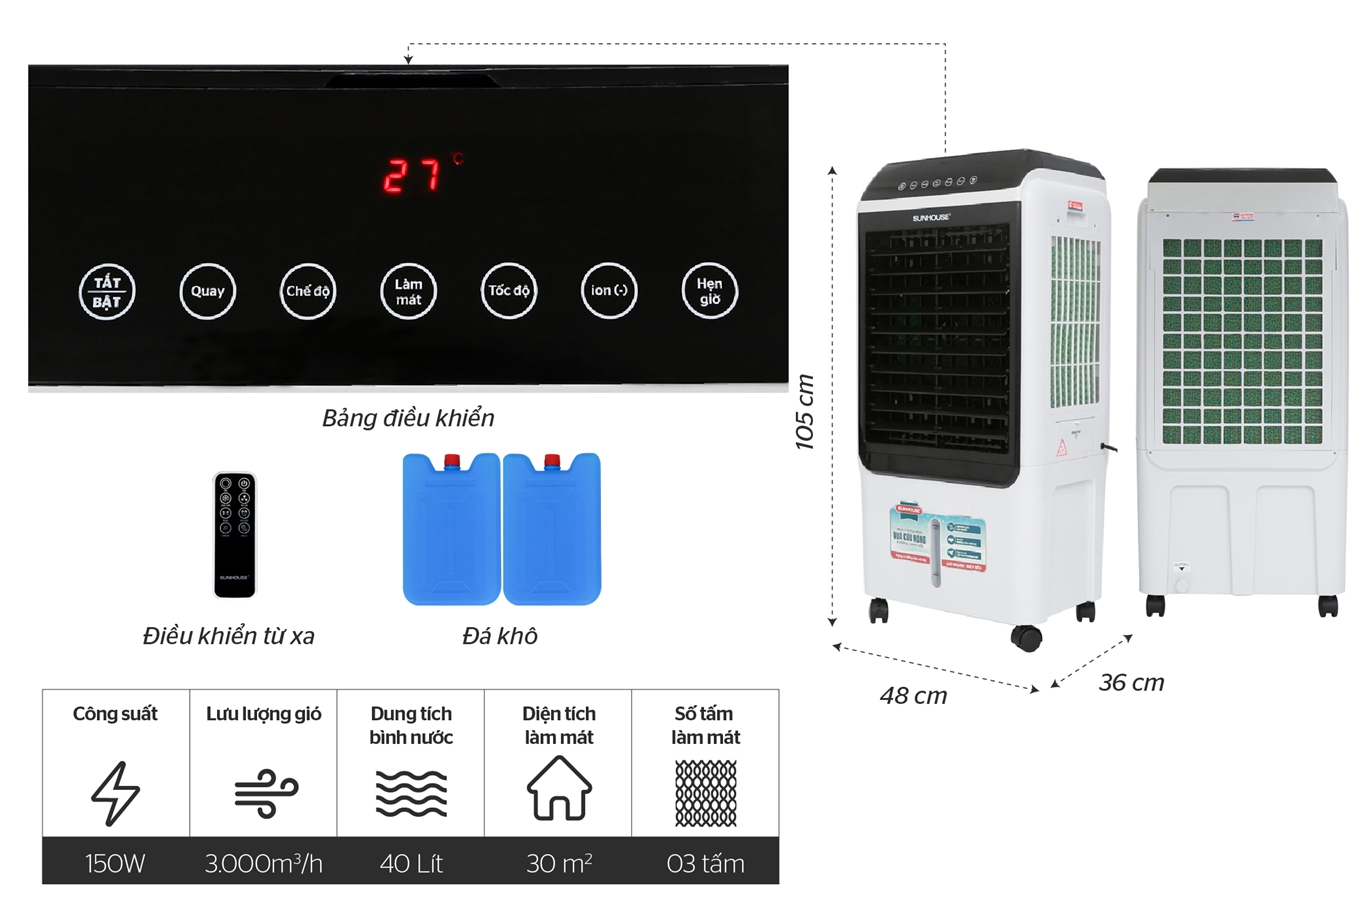 27 °C
TẮT
BẬT
Quay
Chế độ
Làm
mát
Tốc độ
ion (-)
Hẹn
giờ
Bảng điều khiển
SUNHOUSE
Điều khiển từ xa
Đá khô
SUNHOUSE
SUNHOUSE
105 cm
48 cm
36 cm
Công suất
Lưu lượng gió
Dung tích
bình nước
Diện tích
làm mát
Số tấm
làm mát
150W
3.000m³/h
40 Lít
30 m²
03 tấm